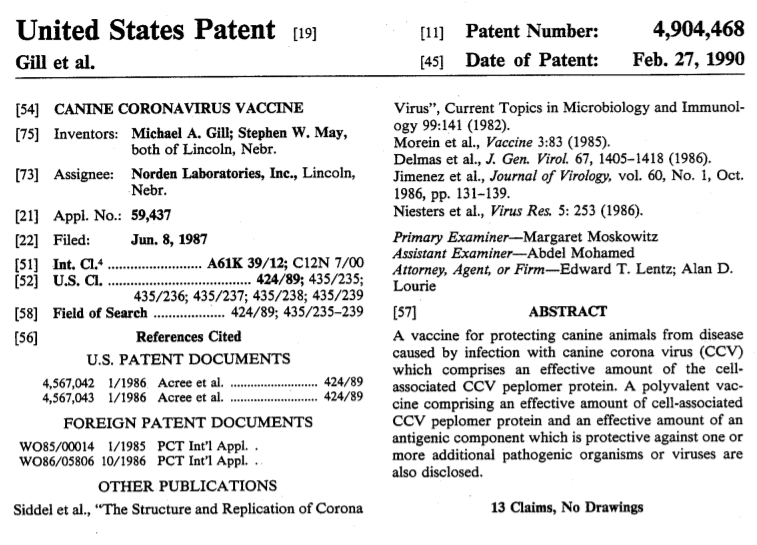 United States Patent [19]
Gill et al.
[11] Patent Number: 4,904,468
[45] Date of Patent: Feb. 27, 1990
[54] CANINE CORONAVIRUS VACCINE
[75] Inventors: Michael A. Gill; Stephen W. May,
both of Lincoln, Nebr.
[73] Assignee: Norden Laboratories, Inc., Lincoln,
Nebr.
[21] Appl. No.: 59,437
[22] Filed: Jun. 8, 1987
[51] Int. Cl.⁴ .......................... A61K 39/12; C12N 7/00
[52] U.S. Cl. ........................................ 424/89; 435/235;
435/236; 435/237; 435/238; 435/239
[58] Field of Search .................... 424/89; 435/235-239
[56] References Cited
U.S. PATENT DOCUMENTS
4,567,042 1/1986 Acree et al. ............................ 424/89
4,567,043 1/1986 Acree et al. ............................ 424/89
FOREIGN PATENT DOCUMENTS
WO85/00014 1/1985 PCT Int'l Appl. .
WO86/05806 10/1986 PCT Int'l Appl. .
OTHER PUBLICATIONS
Siddel et al., "The Structure and Replication of Corona
Virus", Current Topics in Microbiology and Immunol-
ogy 99:141 (1982).
Morein et al., Vaccine 3:83 (1985).
Delmas et al., J. Gen. Virol. 67, 1405-1418 (1986).
Jimenez et al., Journal of Virology, vol. 60, No. 1, Oct.
1986, pp. 131-139.
Niesters et al., Virus Res. 5: 253 (1986).
Primary Examiner—Margaret Moskowitz
Assistant Examiner—Abdel Mohamed
Attorney, Agent, or Firm—Edward T. Lentz; Alan D.
Lourie
[57] ABSTRACT
A vaccine for protecting canine animals from disease
caused by infection with canine corona virus (CCV)
which comprises an effective amount of the cell-
associated CCV peplomer protein. A polyvalent vac-
cine comprising an effective amount of cell-associated
CCV peplomer protein and an effective amount of an
antigenic component which is protective against one or
more additional pathogenic organisms or viruses are
also disclosed.
13 Claims, No Drawings